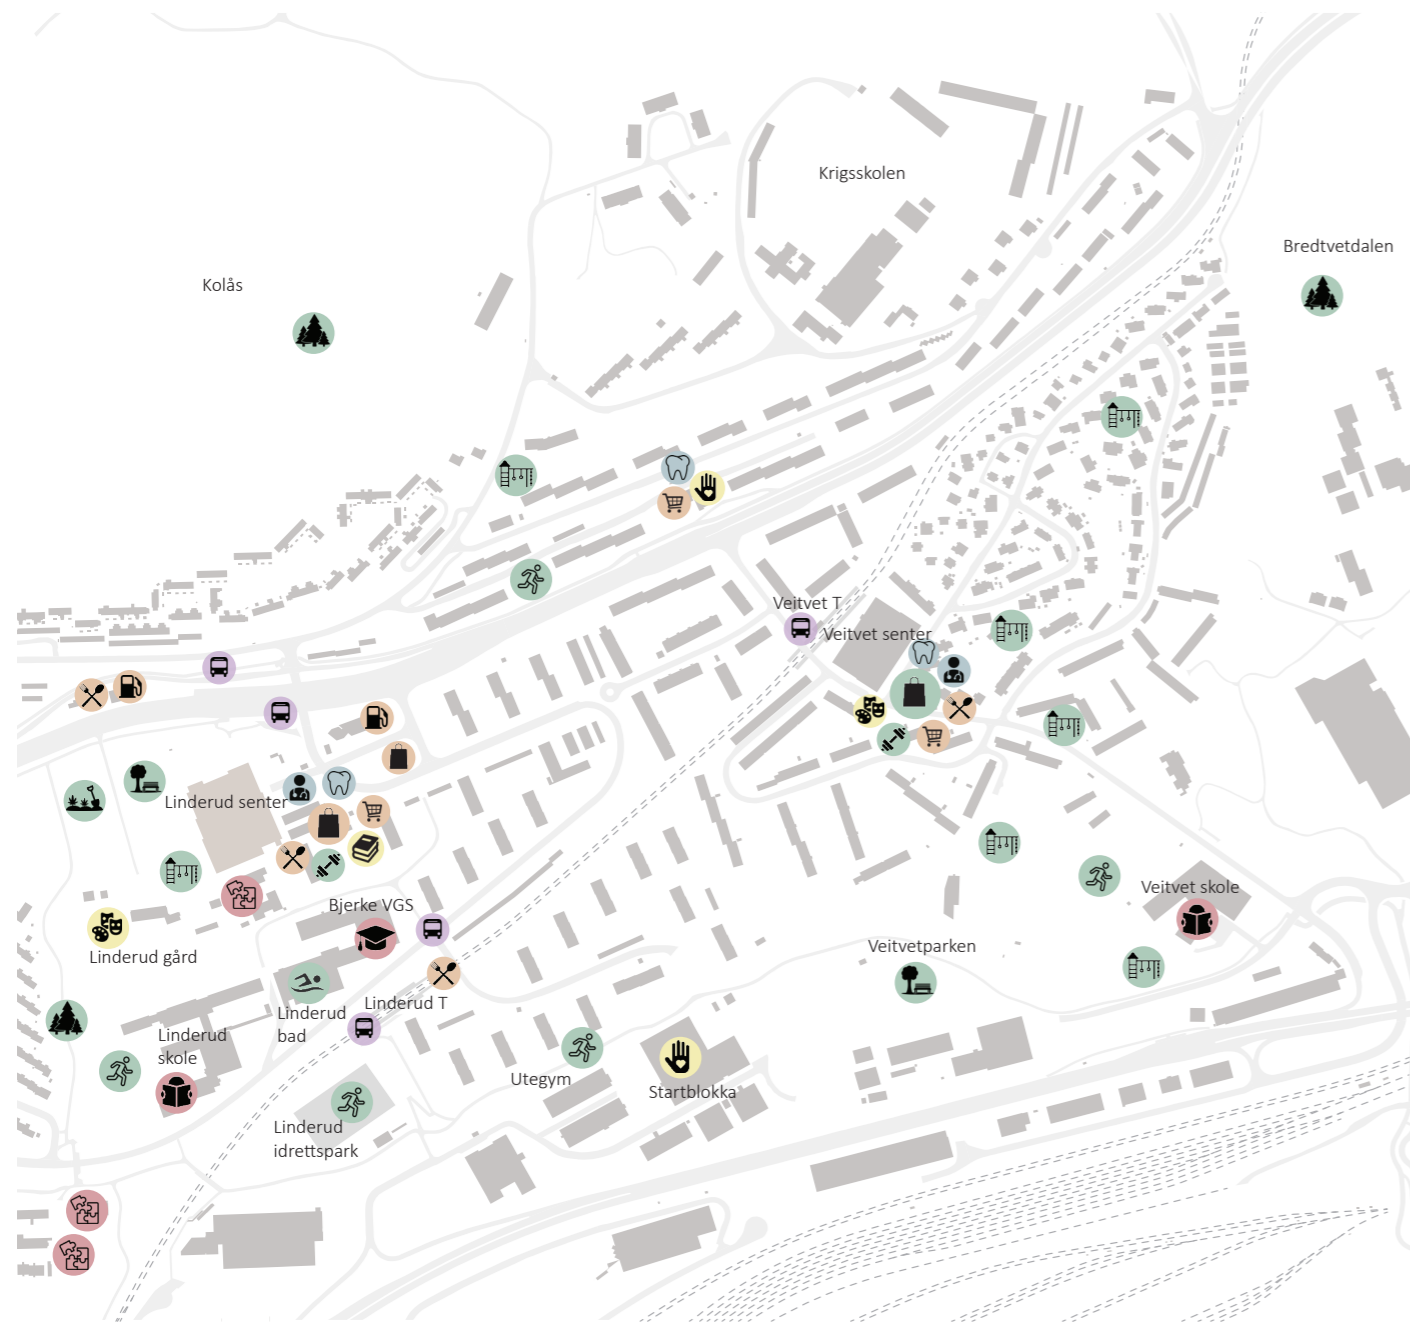 Krigsskolen
Bredtvetdalen
Kolås
Veitvet T
Veitvet senter
Linderud senter
Veitvet skole
Bjerke VGS
Veitvetparken
Linderud gård
Linderud T
Linderud
bad
Linderud
skole
Utegym
Startblokka
Linderud
idrettspark